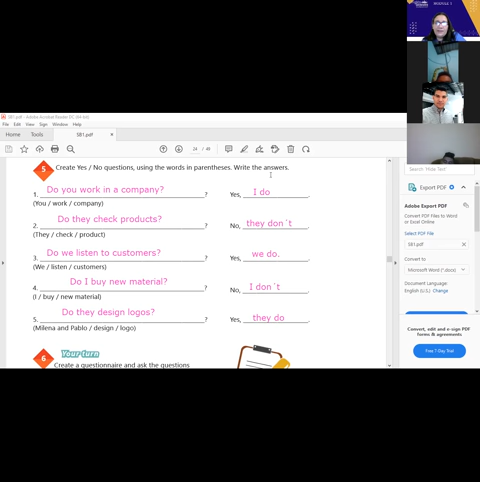 MODULE 3
SB1.pdf - Adobe Acrobat Reader DC (64-bit)
File Edit View Sign Window Help
Home Tools SB1.pdf ×
24 / 49
Search 'Hide Text'
5 Create Yes / No questions, using the words in parentheses. Write the answers.
1. Do you work in a company? ? Yes, I do .
(You / work / company)
2. Do they check products? ? No, they don´t .
(They / check / product)
3. Do we listen to customers? ? Yes, we do. .
(We / listen / customers)
4. Do I buy new material? ? No, I don´t .
(I / buy / new material)
5. Do they design logos? ? Yes, they do .
(Milena and Pablo / design / logo)
6 Your turn
Create a questionnaire and ask the questions
Export PDF
Adobe Export PDF
Convert PDF Files to Word
or Excel Online
Select PDF File
SB1.pdf ×
Convert to
Microsoft Word (*.docx)
Document Language:
English (U.S.) Change
Convert, edit and e-sign PDF
forms & agreements
Free 7-Day Trial